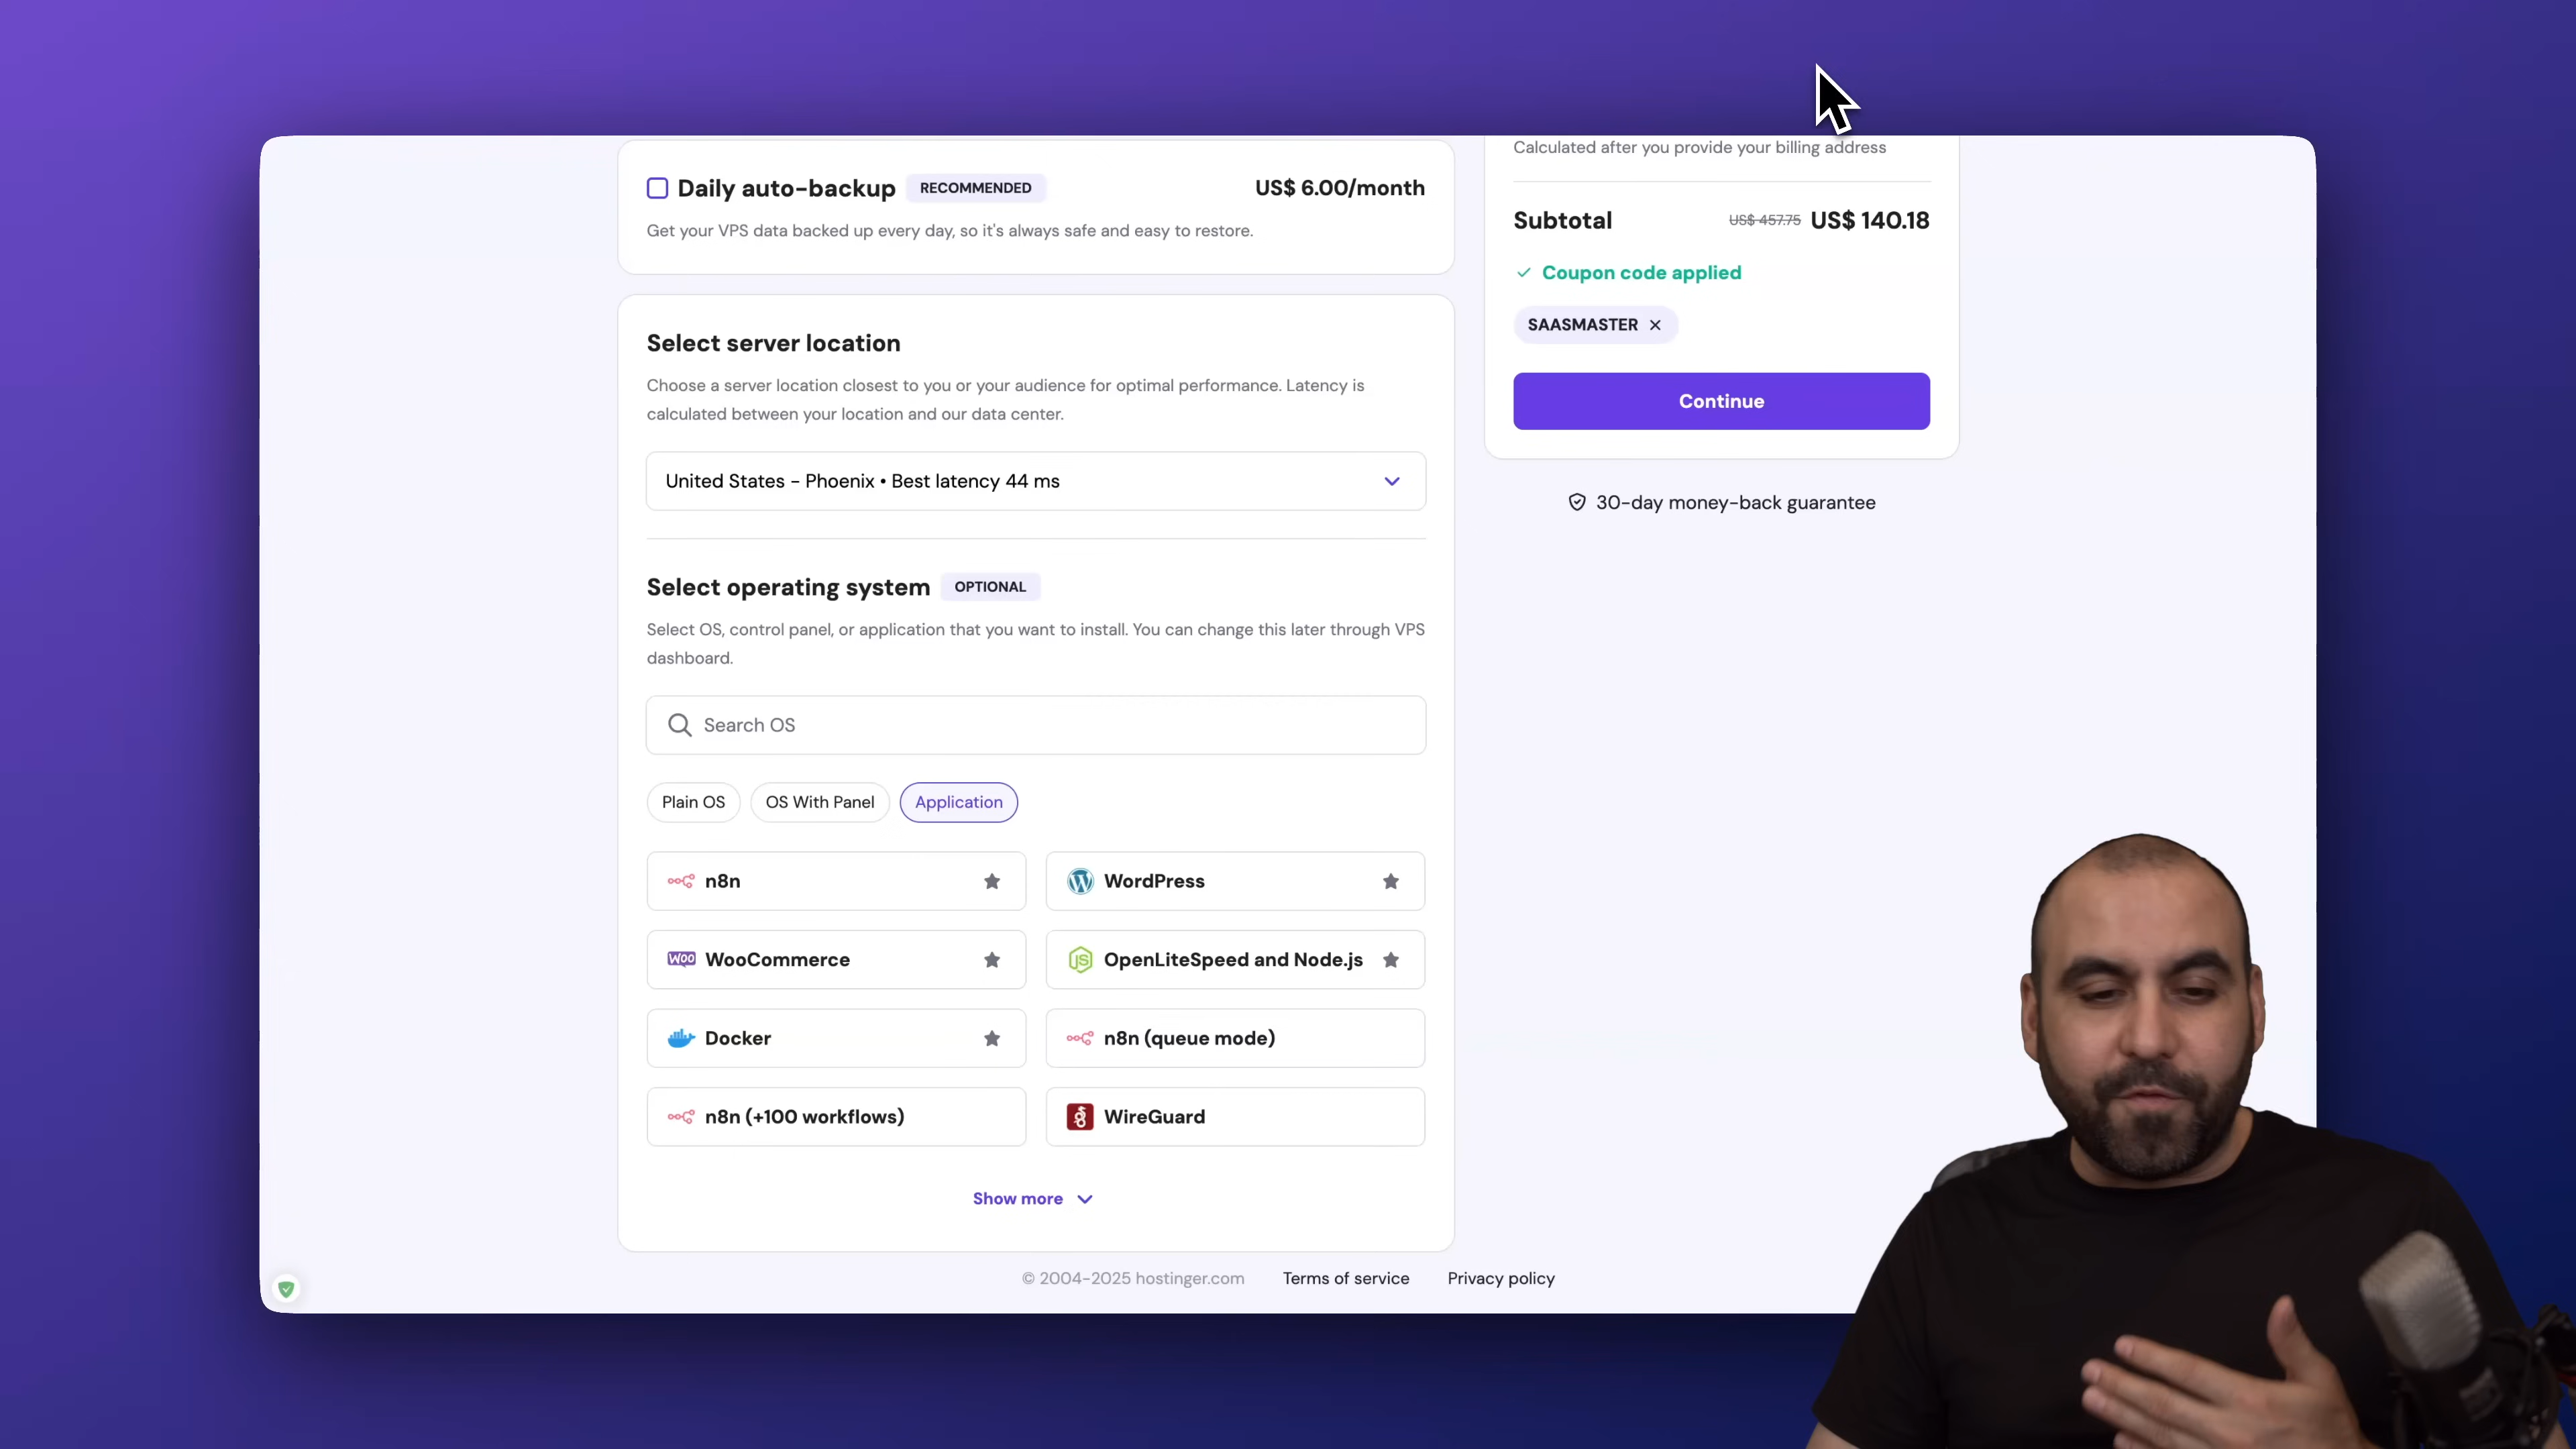 Daily auto-backup RECOMMENDED US$ 6.00/month
Get your VPS data backed up every day, so it's always safe and easy to restore.
Select server location
Choose a server location closest to you or your audience for optimal performance. Latency is
calculated between your location and our data center.
United States - Phoenix • Best latency 44 ms
Select operating system OPTIONAL
Select OS, control panel, or application that you want to install. You can change this later through VPS
dashboard.
Search OS
Plain OS OS With Panel Application
n8n
WordPress
WOO WooCommerce
OpenLiteSpeed and Node.js
Docker
n8n (queue mode)
n8n (+100 workflows)
WireGuard
Show more
Calculated after you provide your billing address
Subtotal US$ 457.75 US$ 140.18
Coupon code applied
SAASMASTER
Continue
30-day money-back guarantee
© 2004-2025 hostinger.com Terms of service Privacy policy